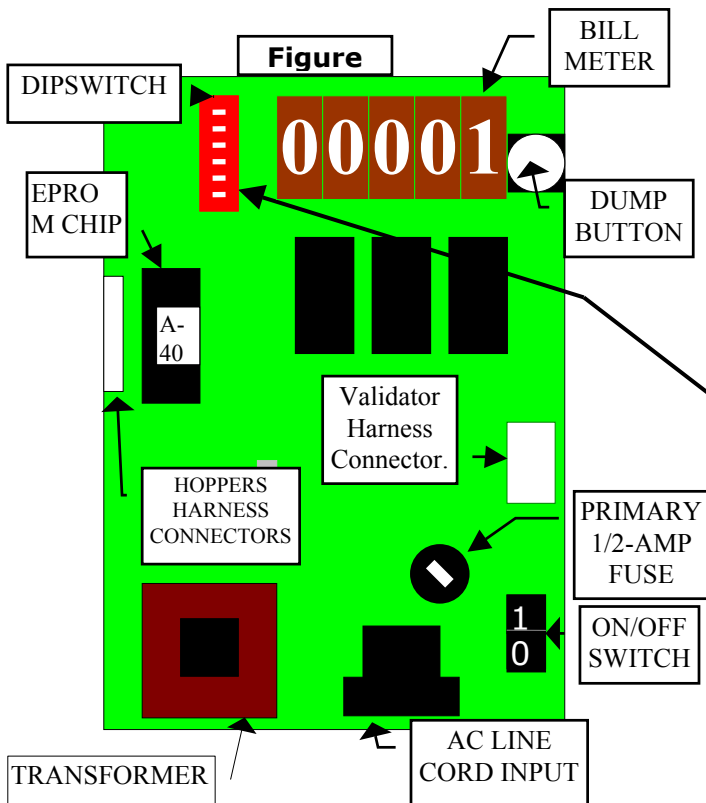 Figure
BILL
METER
DIPSWITCH
00001
EPRO
M CHIP
DUMP
BUTTON
A-
40
Validator
Harness
Connector.
HOPPERS
HARNESS
CONNECTORS
PRIMARY
1/2-AMP
FUSE
1
0
ON/OFF
SWITCH
AC LINE
CORD INPUT
TRANSFORMER